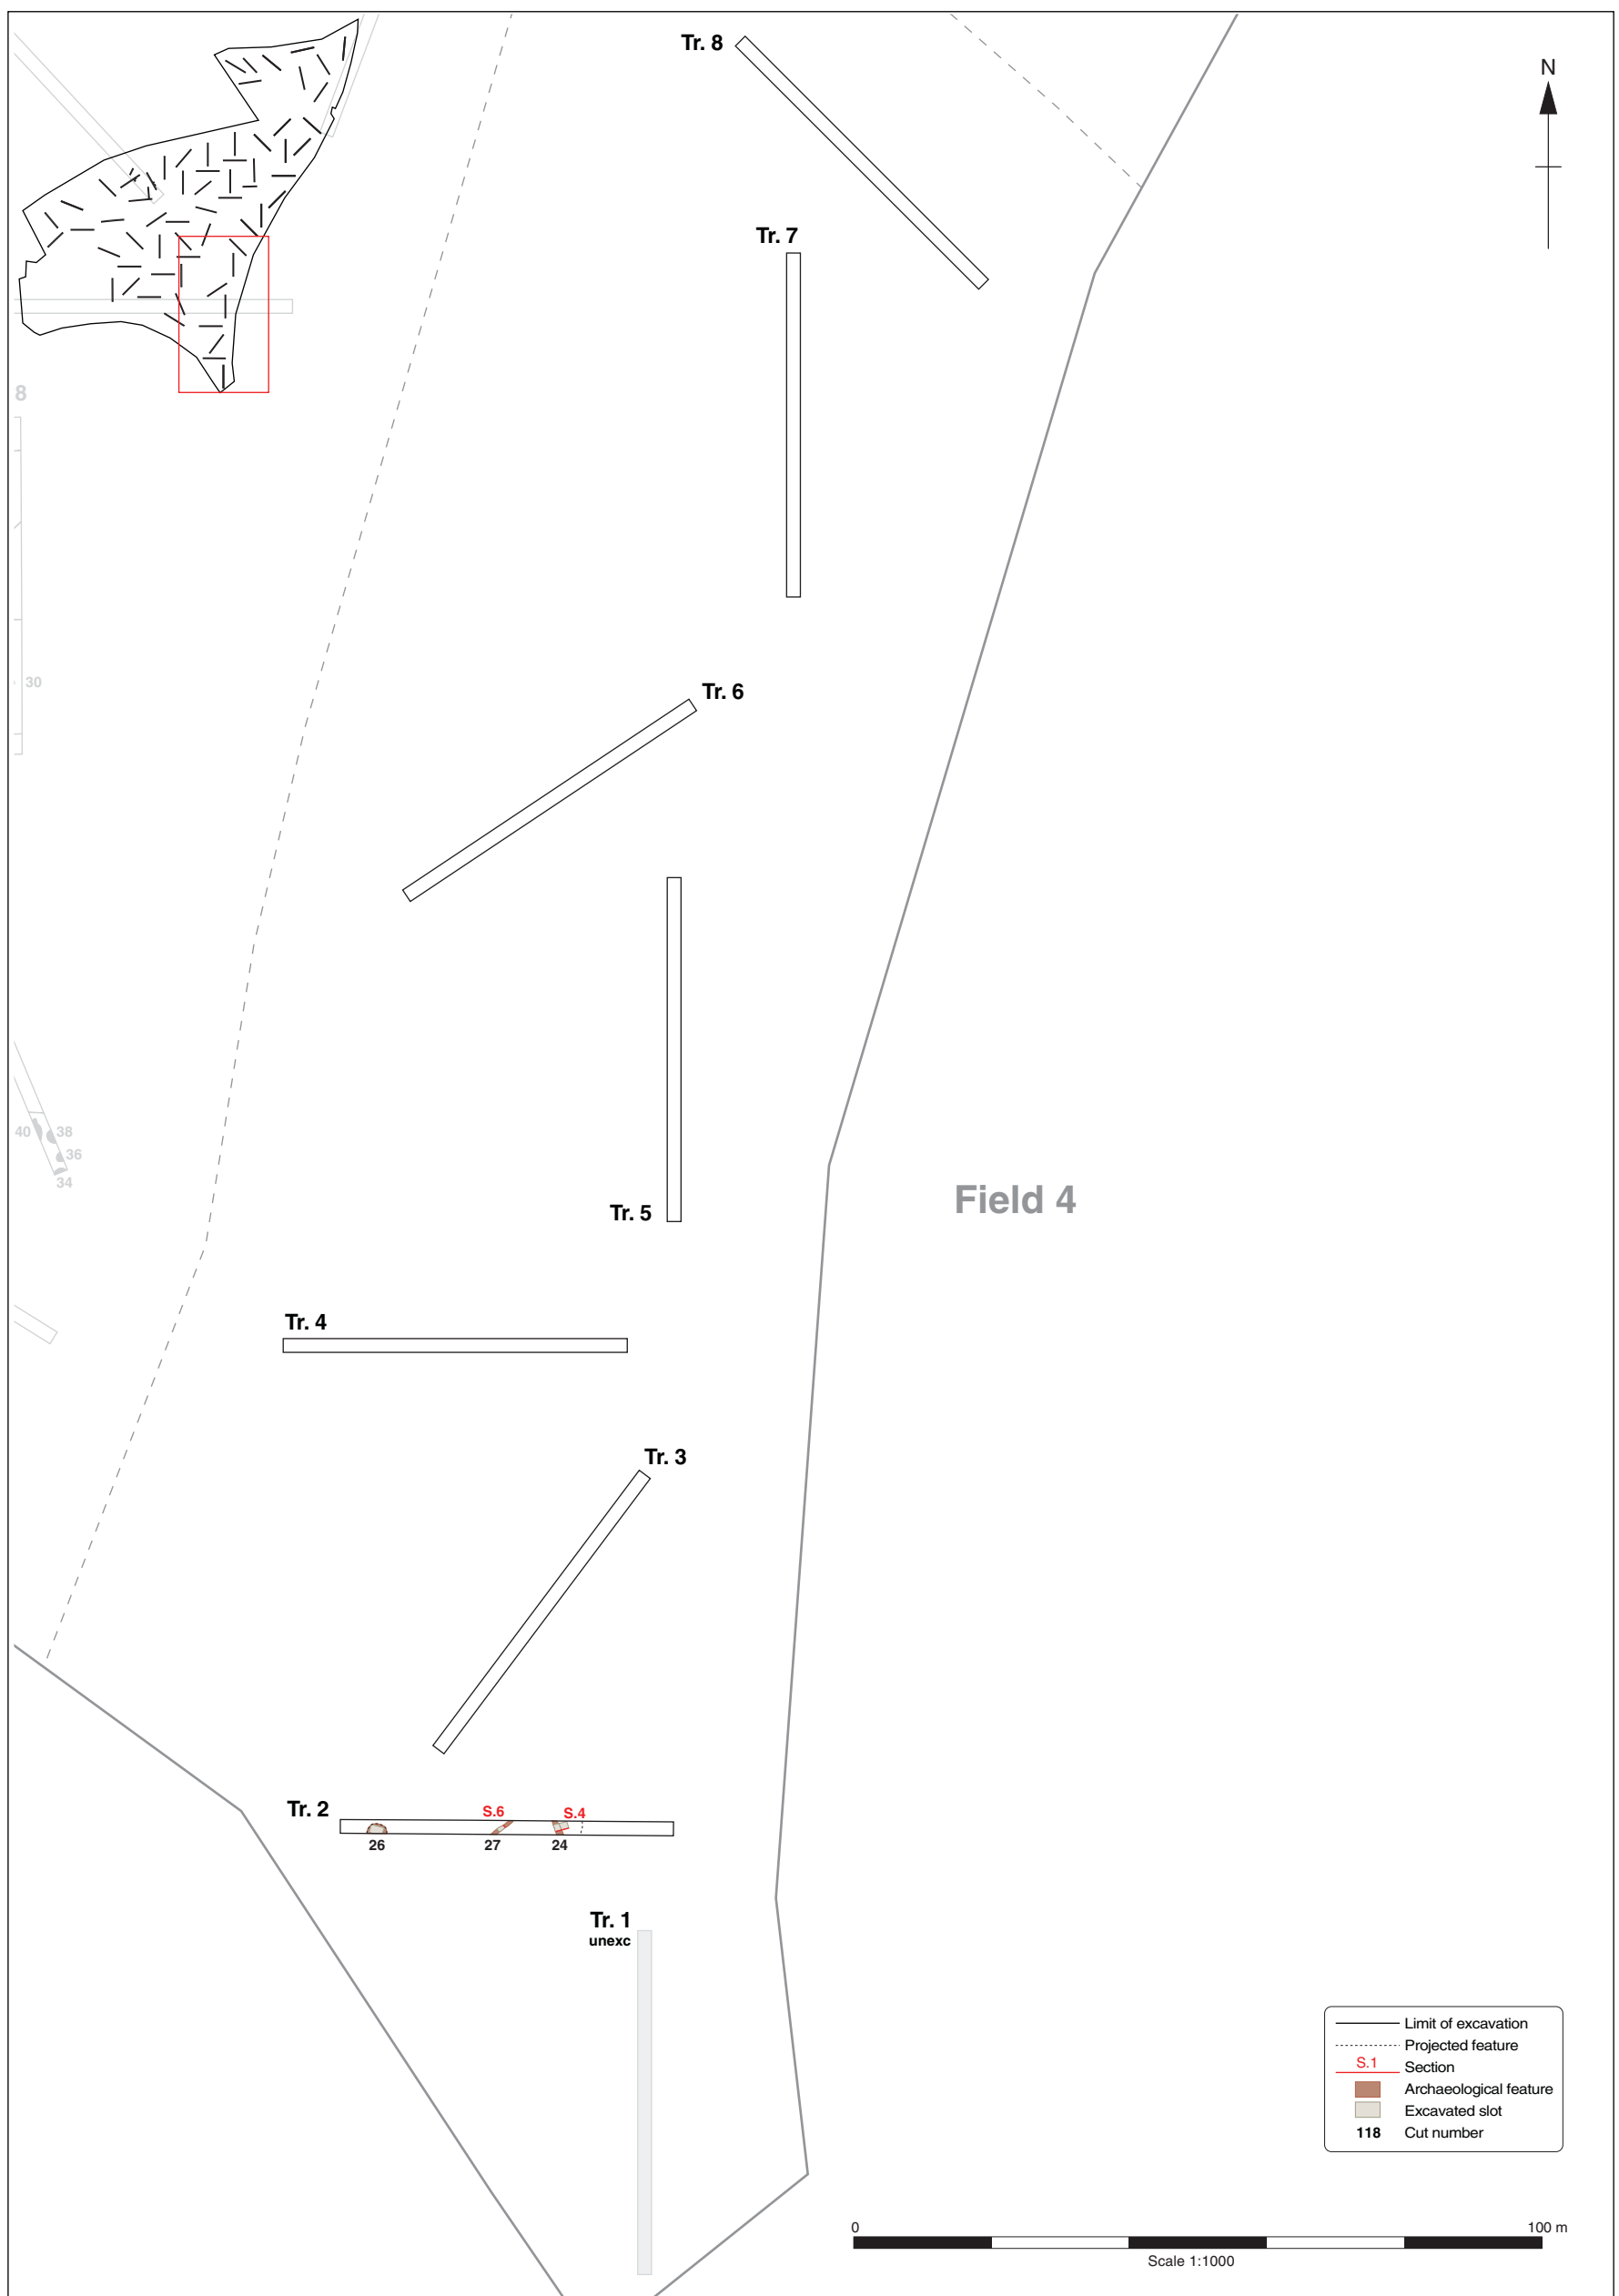 Tr. 8
N
Tr. 7
8
30
Tr. 6
40
38
36
34
Field 4
Tr. 5
Tr. 4
Tr. 3
Tr. 2
S.6
S.4
26
27
24
Tr. 1
unexc
Limit of excavation
Projected feature
S.1 Section
Archaeological feature
Excavated slot
118 Cut number
0
100 m
Scale 1:1000